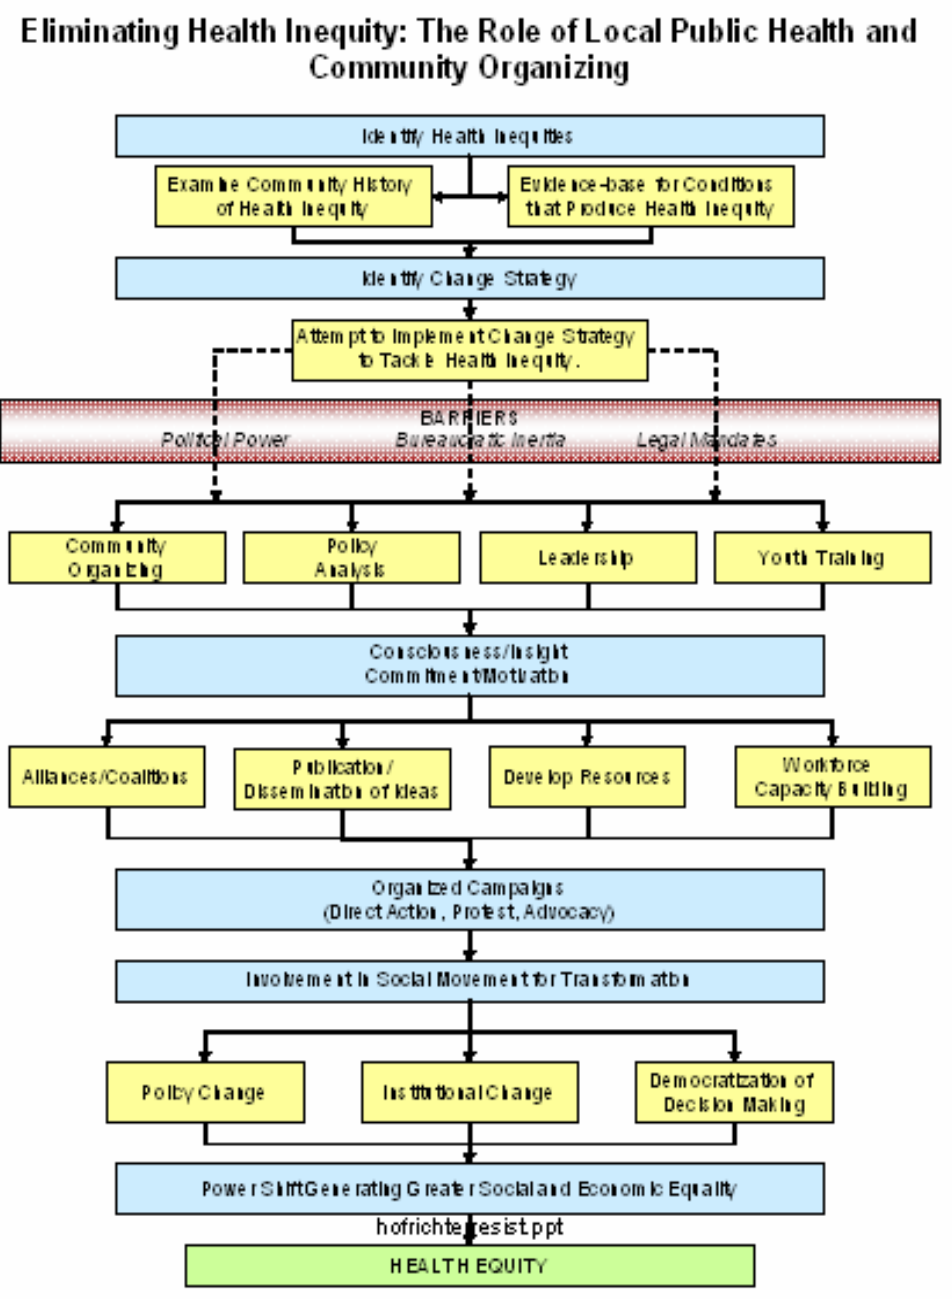 Eliminating Health Inequity: The Role of Local Public Health and
Community Organizing
Identify Health Inequities
Examine Community History
of Health Inequity
Evidence-base for Conditions
that Produce Health Inequity
Identify Change Strategy
Attempt to Implement Change Strategy
to Tackle Health Inequity.
BARRIERS
Political Power
Bureaucratic Inertia
Legal Mandates
Community
Organizing
Policy
Analysis
Leadership
Youth Training
Consciousness/Insight
Commitment/Motivation
Alliances/Coalitions
Publication/
Dissemination of Ideas
Develop Resources
Workforce
Capacity Building
Organized Campaigns
(Direct Action, Protest, Advocacy)
Involvement in Social Movement for Transformation
Policy Change
Institutional Change
Democratization of
Decision Making
Power Shift Generating Greater Social and Economic Equality
hofrichter resist.ppt
HEALTH EQUITY